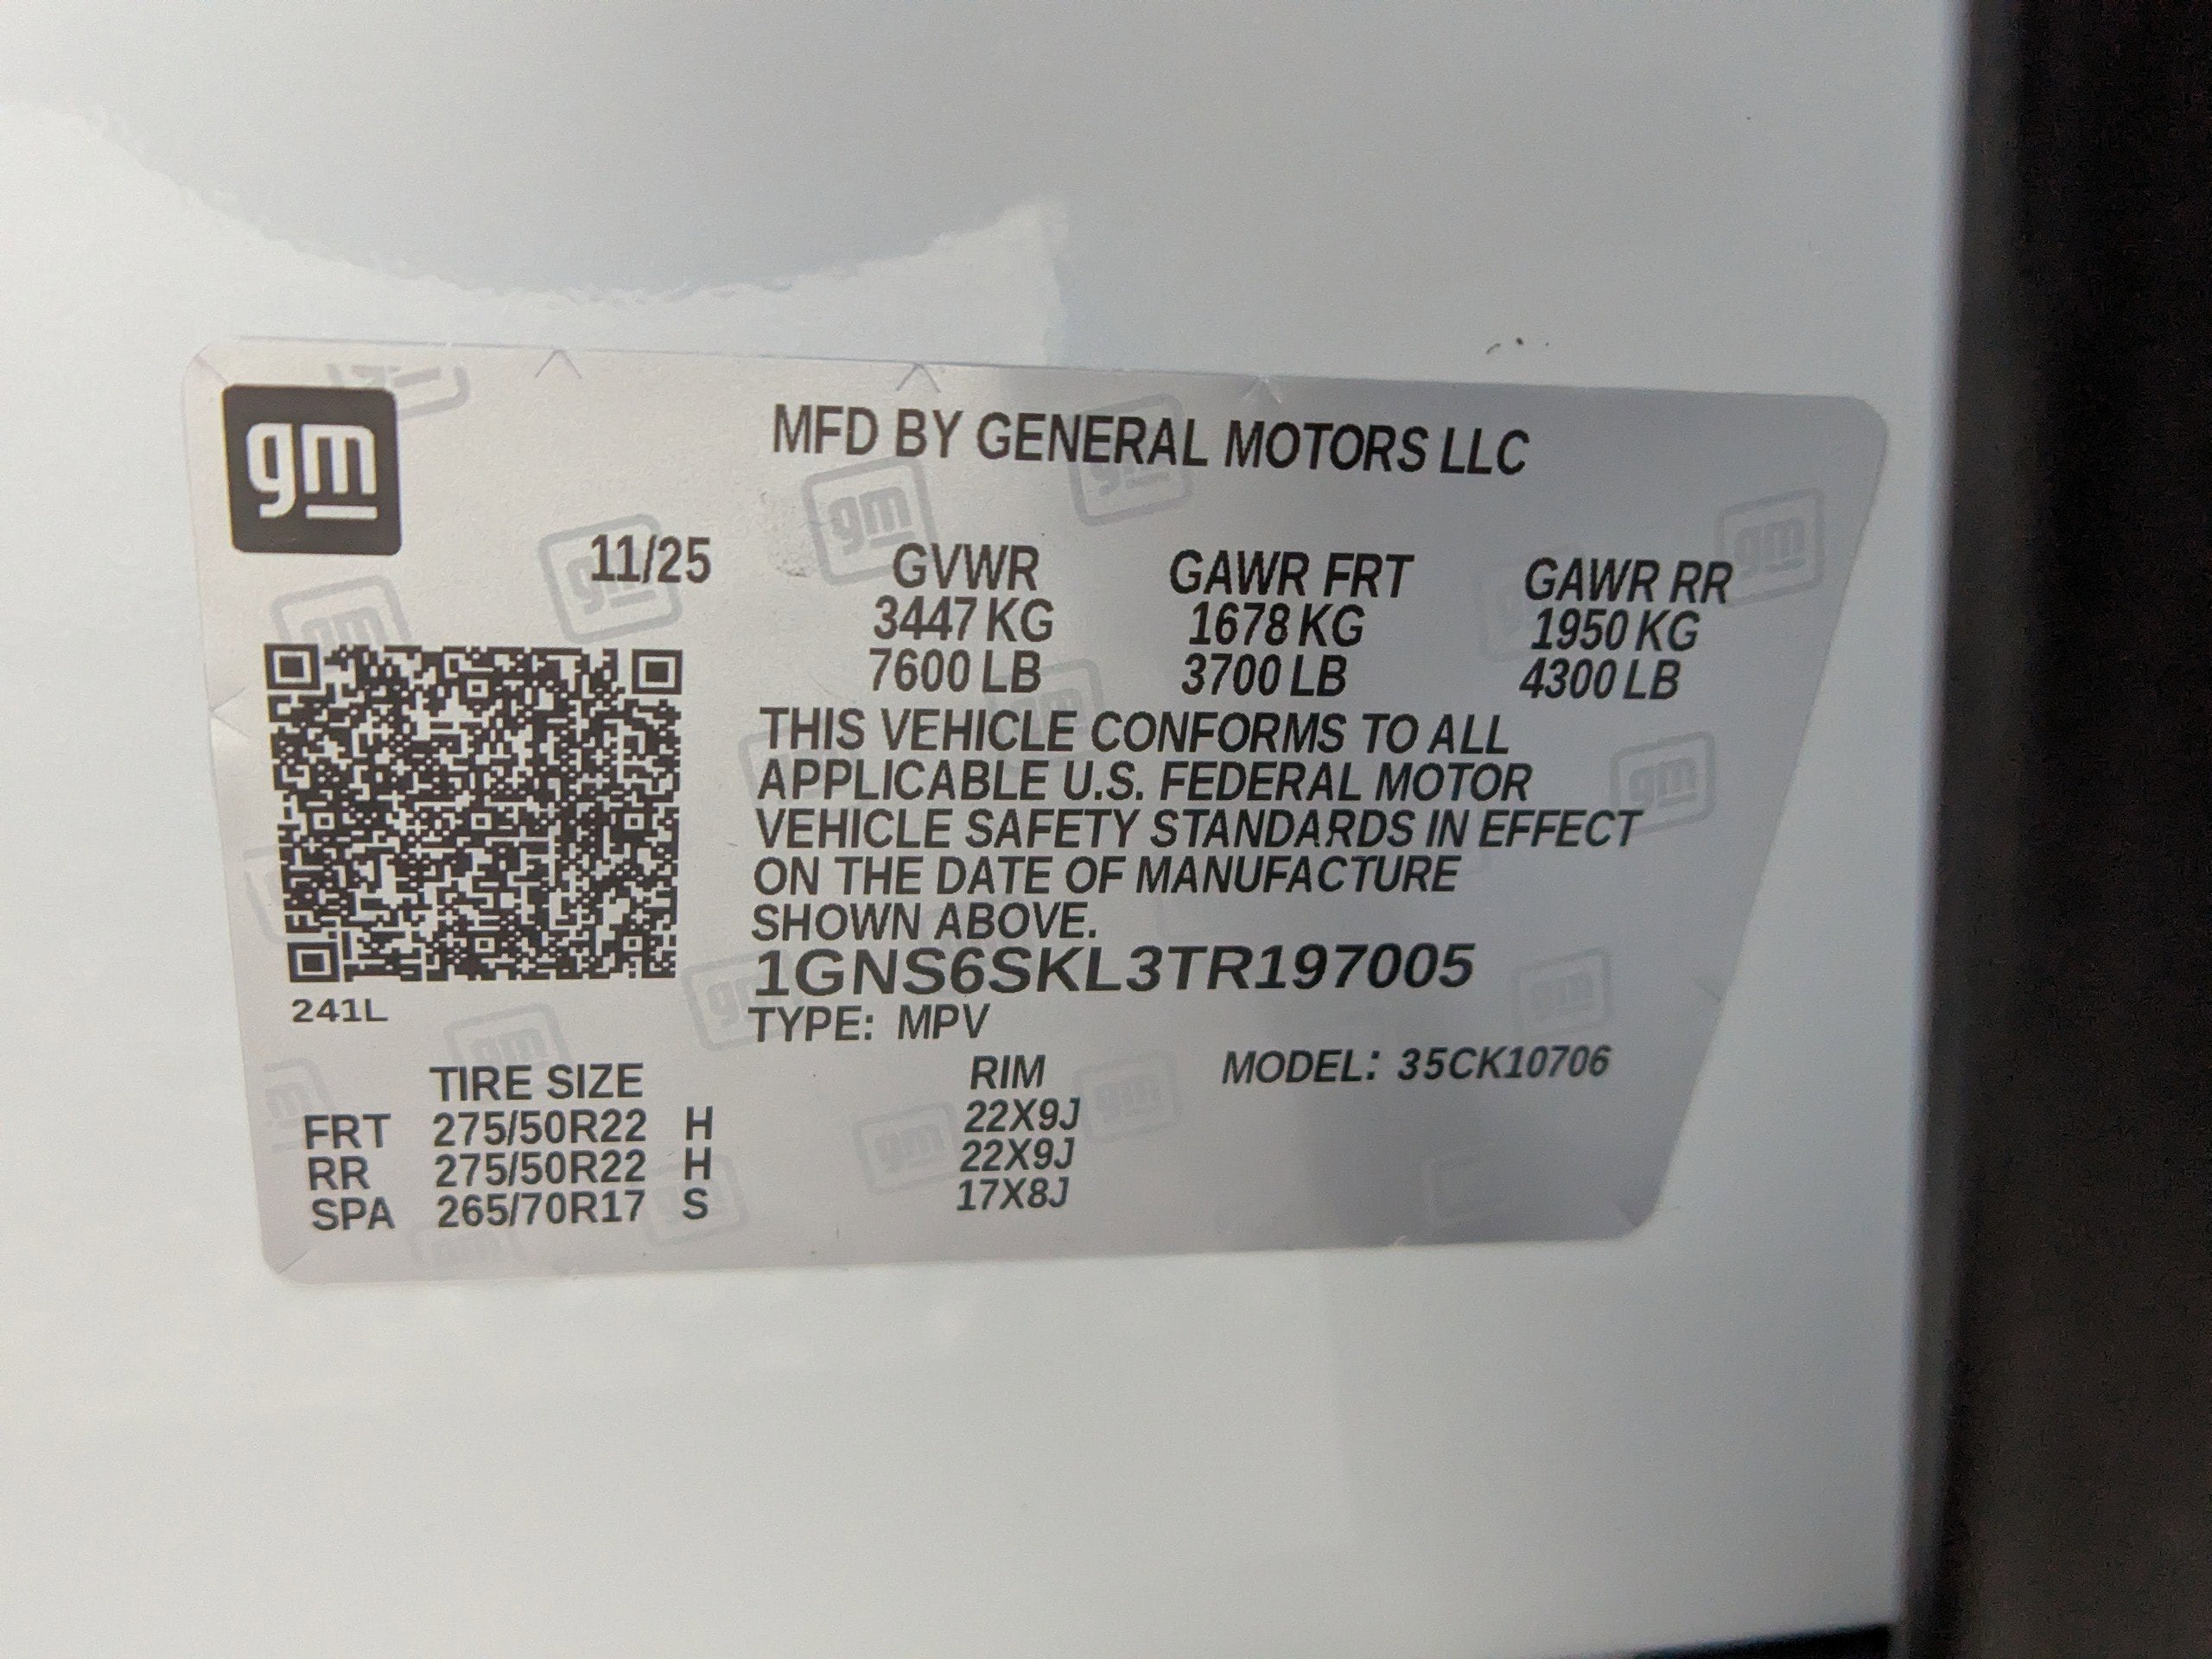 gm
MFD BY GENERAL MOTORS LLC
11/25
GVWR GAWR FRT GAWR RR
3447 KG 1678 KG 1950 KG
7600 LB 3700 LB 4300 LB
THIS VEHICLE CONFORMS TO ALL
APPLICABLE U.S. FEDERAL MOTOR
VEHICLE SAFETY STANDARDS IN EFFECT
ON THE DATE OF MANUFACTURE
SHOWN ABOVE.
1GNS6SKL3TR197005
241L
TYPE: MPV
MODEL: 35CK10706
TIRE SIZE RIM
FRT 275/50R22 H 22X9J
RR 275/50R22 H 22X9J
SPA 265/70R17 S 17X8J